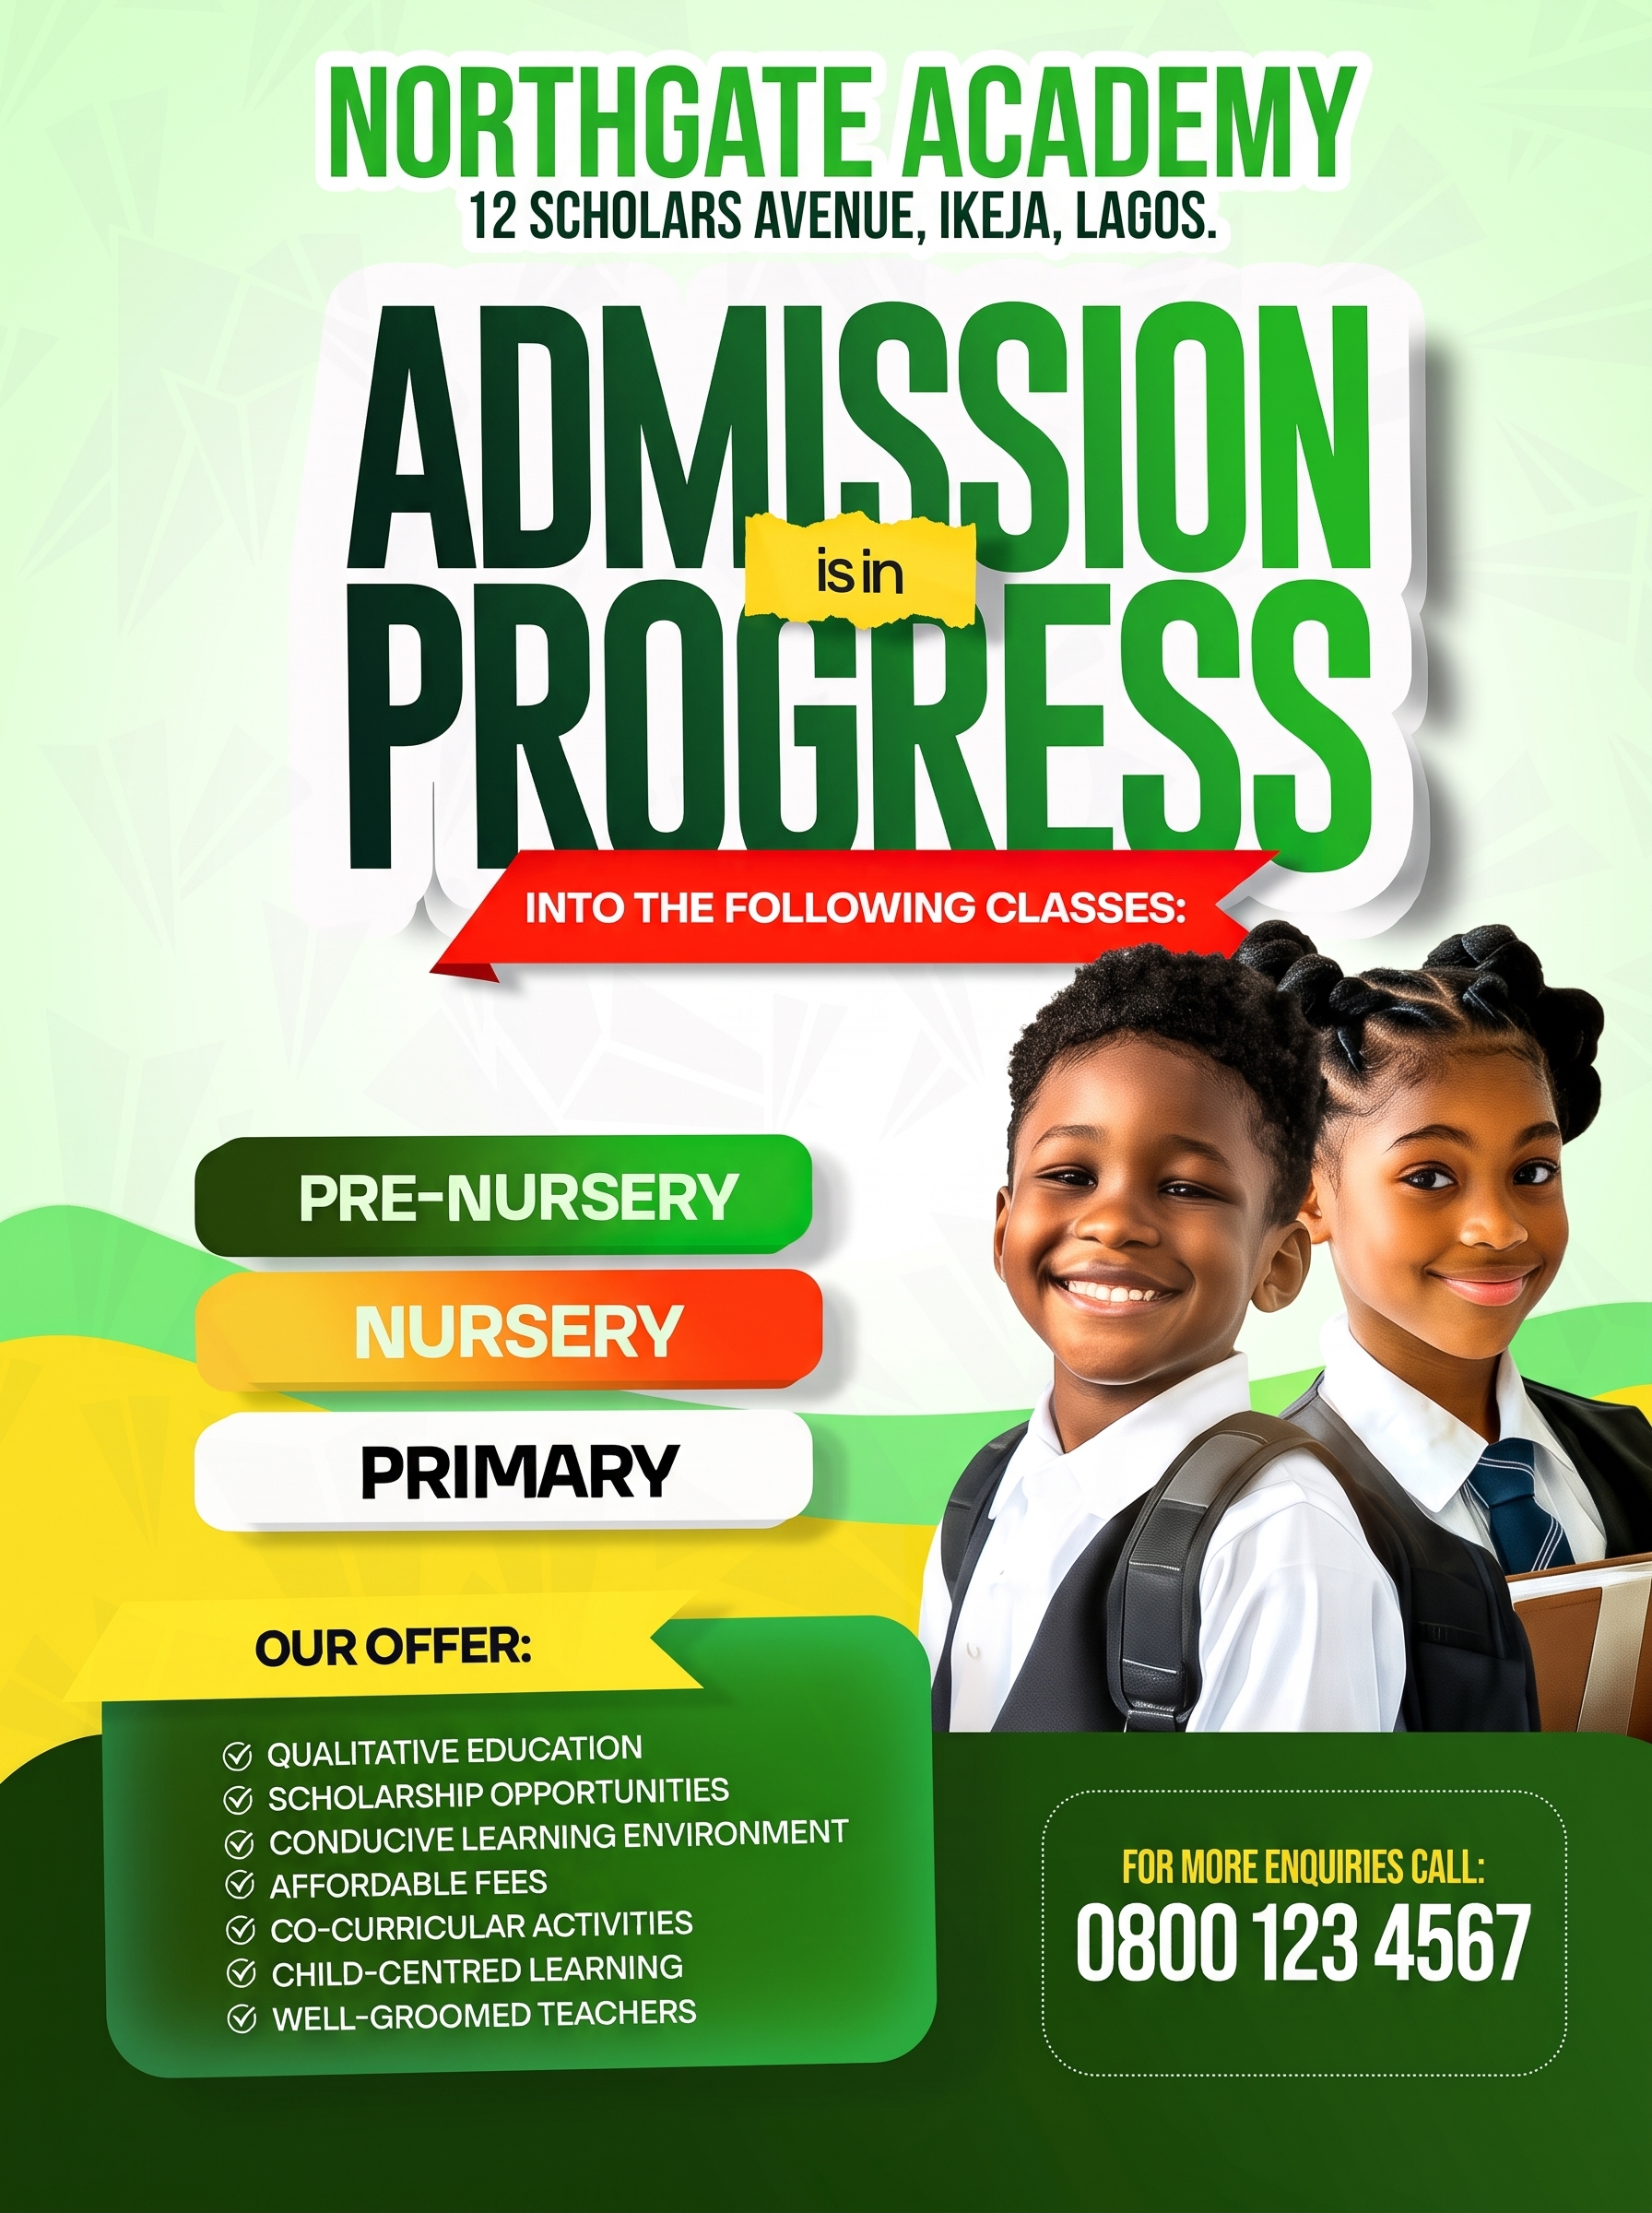 NORTHGATE ACADEMY
12 SCHOLARS AVENUE, IKEJA, LAGOS.
ADMISSION
is in
PROGRESS
INTO THE FOLLOWING CLASSES:
PRE-NURSERY
NURSERY
PRIMARY
OUR OFFER:
QUALITATIVE EDUCATION
SCHOLARSHIP OPPORTUNITIES
CONDUCIVE LEARNING ENVIRONMENT
AFFORDABLE FEES
CO-CURRICULAR ACTIVITIES
CHILD-CENTRED LEARNING
WELL-GROOMED TEACHERS
FOR MORE ENQUIRIES CALL:
0800 123 4567